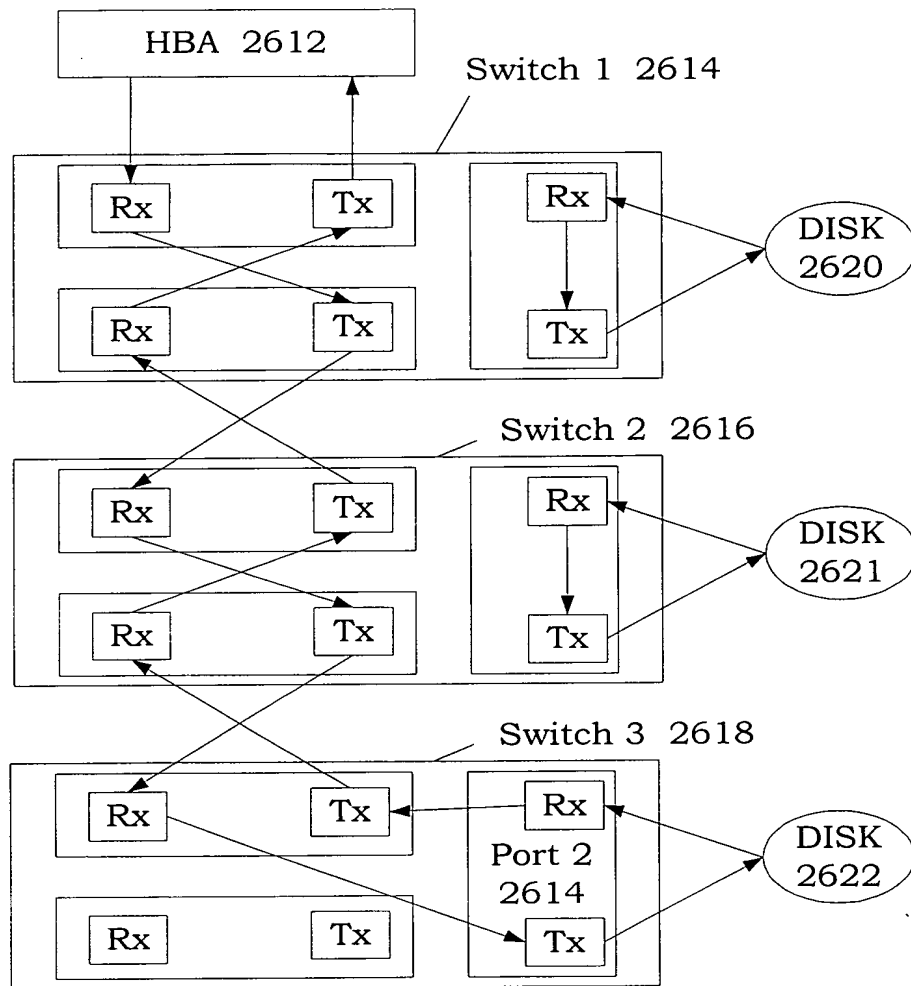 HBA 2612
Switch 1 2614
Rx
Tx
Rx
DISK
2620
Rx
Tx
Tx
Switch 2 2616
Rx
Tx
Rx
DISK
2621
Rx
Tx
Tx
Switch 3 2618
Rx
Tx
Rx
Port 2
2614
DISK
2622
Rx
Tx
Tx